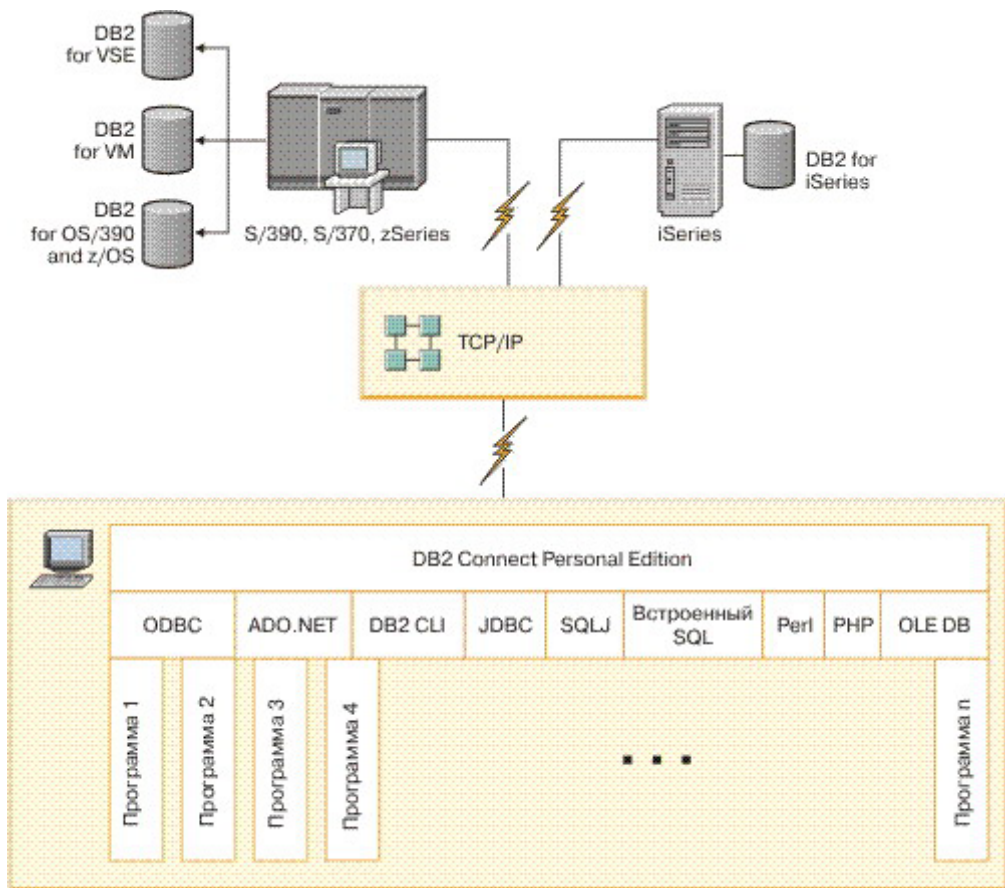 DB2
for VSE
DB2
for VM
DB2
for OS/390
and z/OS
S/390, S/370, zSeries
iSeries
DB2 for
iSeries
TCP/IP
DB2 Connect Personal Edition
ODBC
ADO.NET
DB2 CLI
JDBC
SQLJ
Встроенный
SQL
Perl
PHP
OLE DB
Программа 1
Программа 2
Программа 3
Программа 4
. . .
Программа n